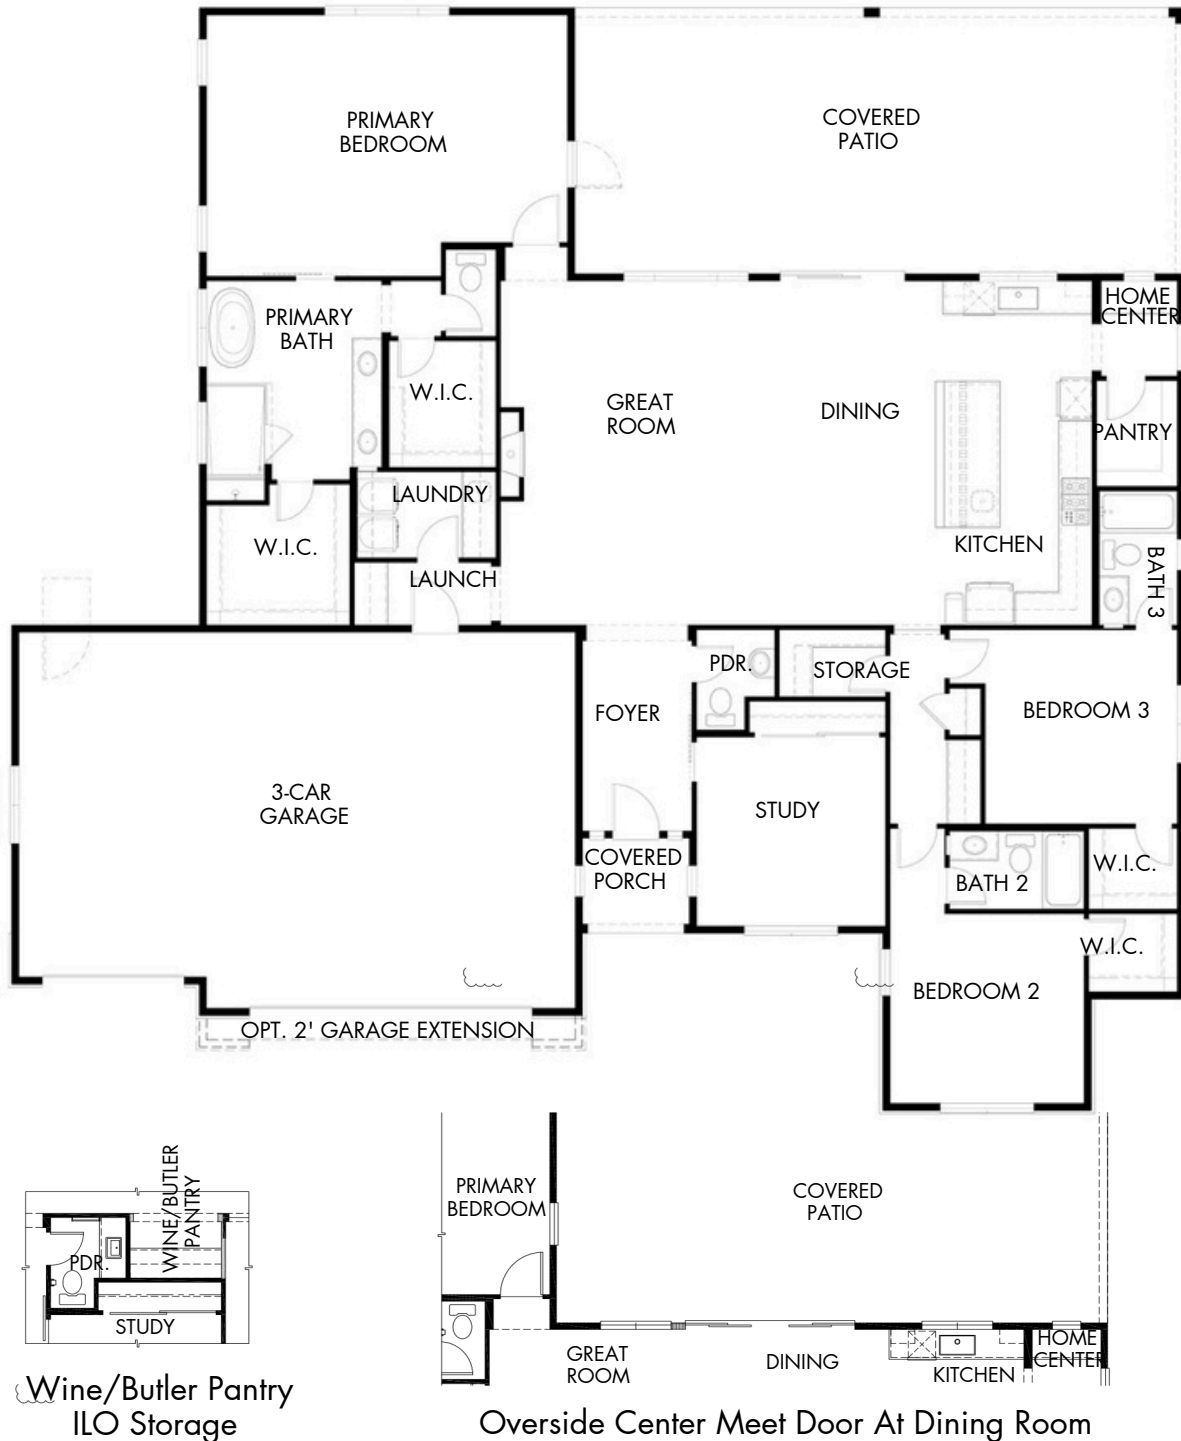 PRIMARY
BEDROOM
COVERED
PATIO
HOME
CENTER
PRIMARY
BATH
W.I.C.
GREAT
ROOM
DINING
PANTRY
LAUNDRY
W.I.C.
KITCHEN
LAUNCH
BATH 3
PDR.
STORAGE
FOYER
BEDROOM 3
3-CAR
GARAGE
STUDY
COVERED
PORCH
BATH 2
W.I.C.
W.I.C.
BEDROOM 2
OPT. 2' GARAGE EXTENSION
WINE/BUTLER
PANTRY
PDR.
STUDY
Wine/Butler Pantry
ILO Storage
PRIMARY
BEDROOM
COVERED
PATIO
GREAT
ROOM
DINING
KITCHEN
HOME
CENTER
Overside Center Meet Door At Dining Room